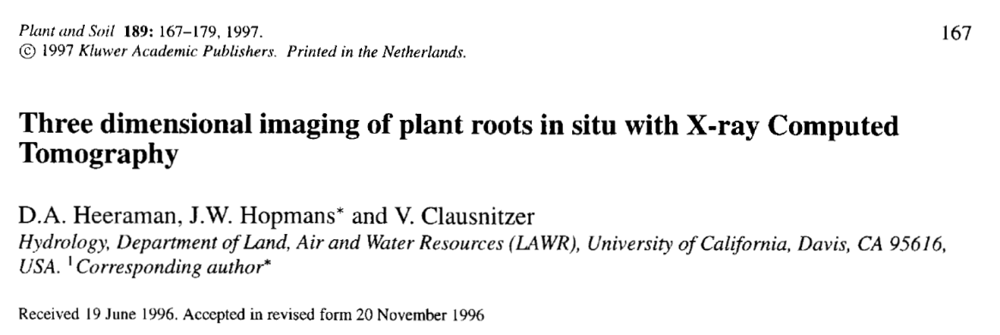 Plant and Soil 189: 167–179, 1997.
167
© 1997 Kluwer Academic Publishers. Printed in the Netherlands.
Three dimensional imaging of plant roots in situ with X-ray Computed
Tomography
D.A. Heeraman, J.W. Hopmans* and V. Clausnitzer
Hydrology, Department of Land, Air and Water Resources (LAWR), University of California, Davis, CA 95616,
USA. ¹Corresponding author*
Received 19 June 1996. Accepted in revised form 20 November 1996